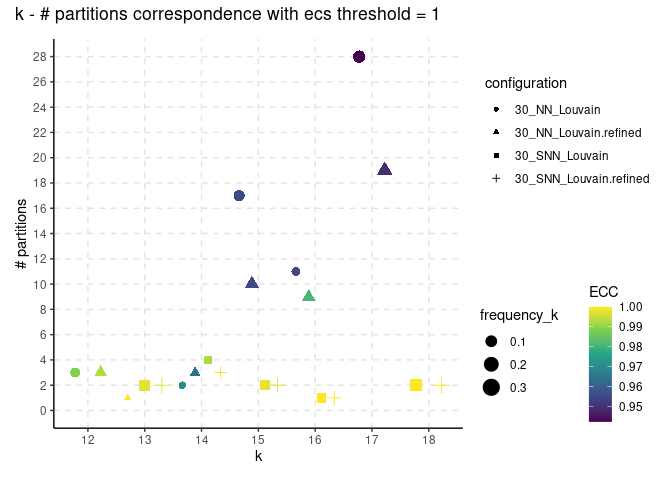 k - # partitions correspondence with ecs threshold = 1
28
26
24
22
20
18
16
14
12
10
8
6
4
2
0
# partitions
12 13 14 15 16 17 18
k
configuration
30_NN_Louvain
30_NN_Louvain.refined
30_SNN_Louvain
30_SNN_Louvain.refined
frequency_k
0.1
0.2
0.3
ECC
1.00
0.99
0.98
0.97
0.96
0.95